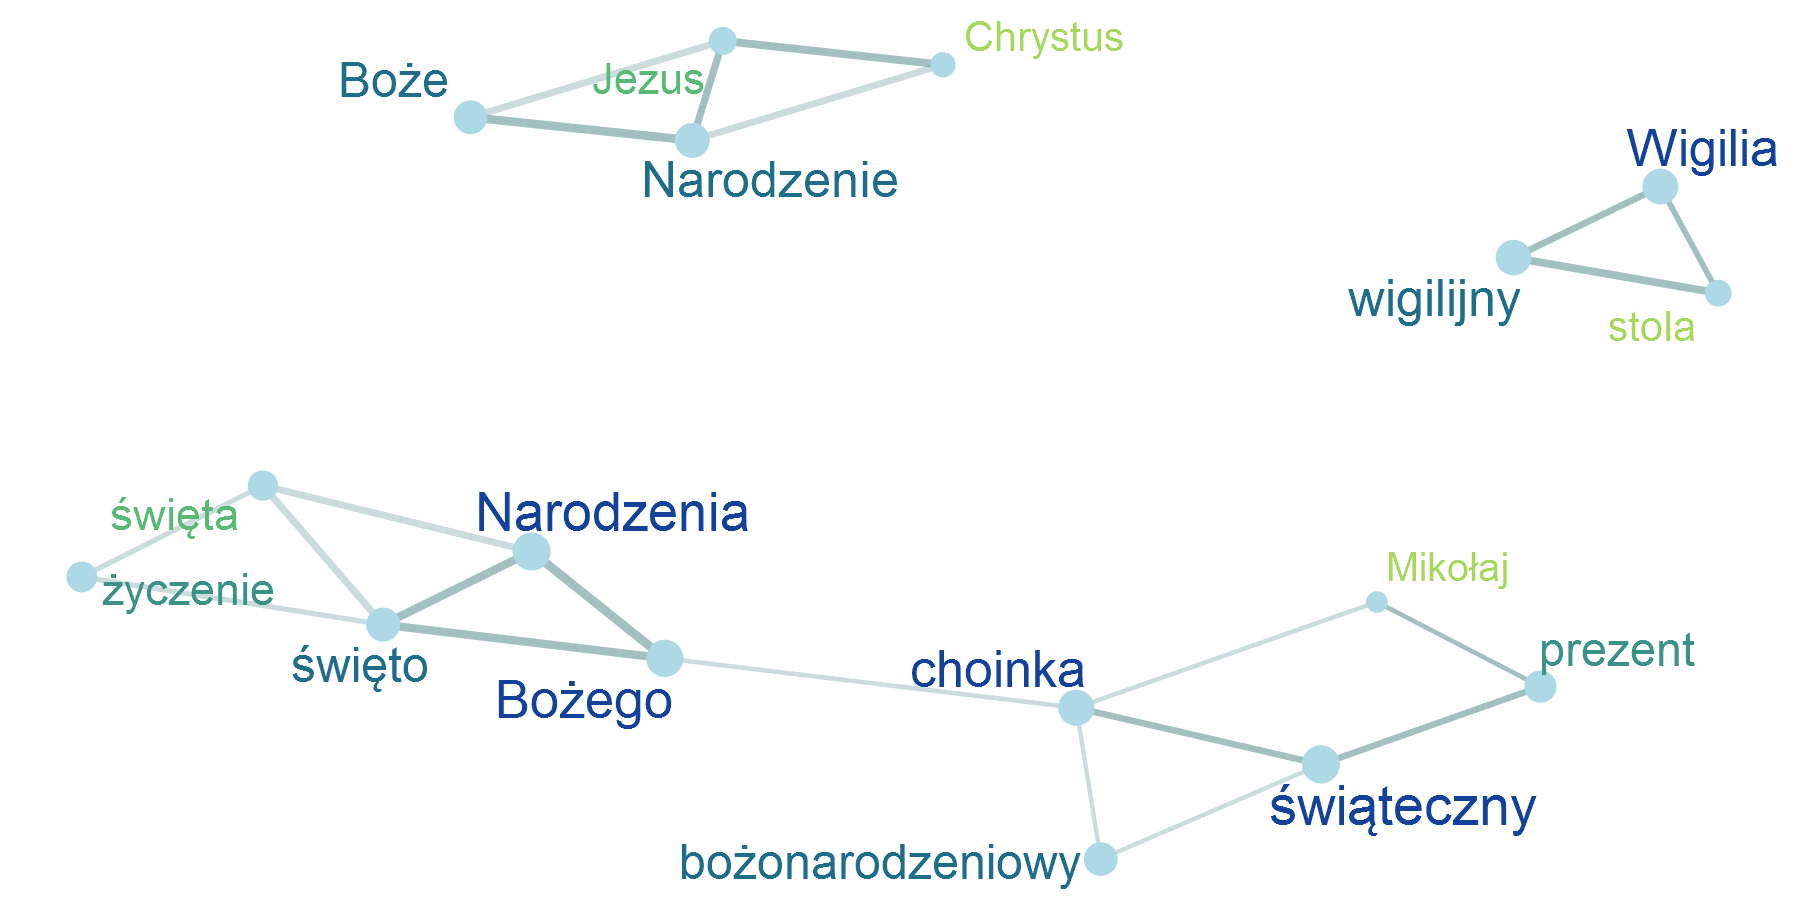 Chrystus
Boże
Jezus
Narodzenie
Wigilia
wigilijny
stola
święta
Narodzenia
życzenie
święto
Bożego
Mikołaj
choinka
prezent
świąteczny
bożonarodzeniowy